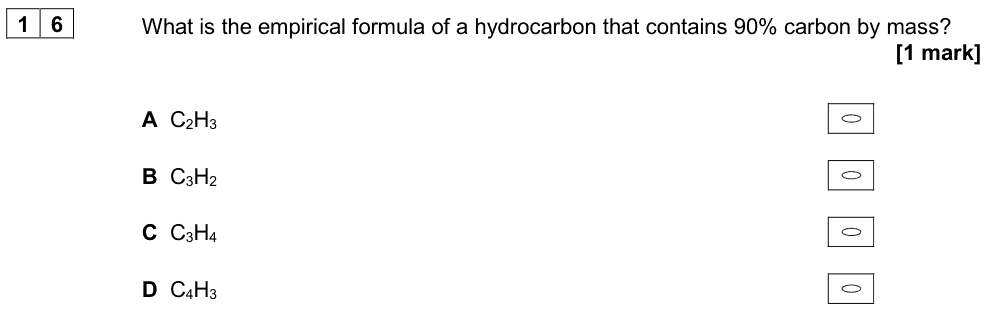 1 6 What is the empirical formula of a hydrocarbon that contains 90% carbon by mass?
[1 mark]
A C₂H₃
B C₃H₂
C C₃H₄
D C₄H₃